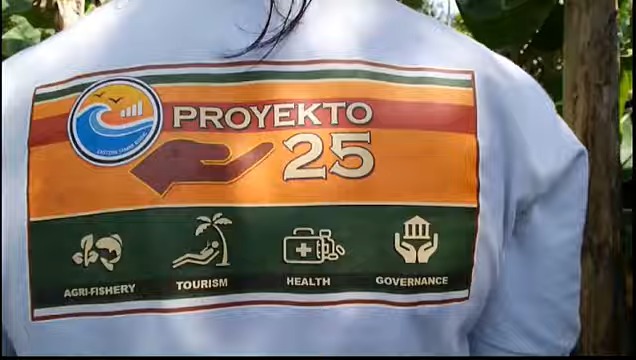 PROYEKTO
25
AGRI-FISHERY
TOURISM
HEALTH
GOVERNANCE